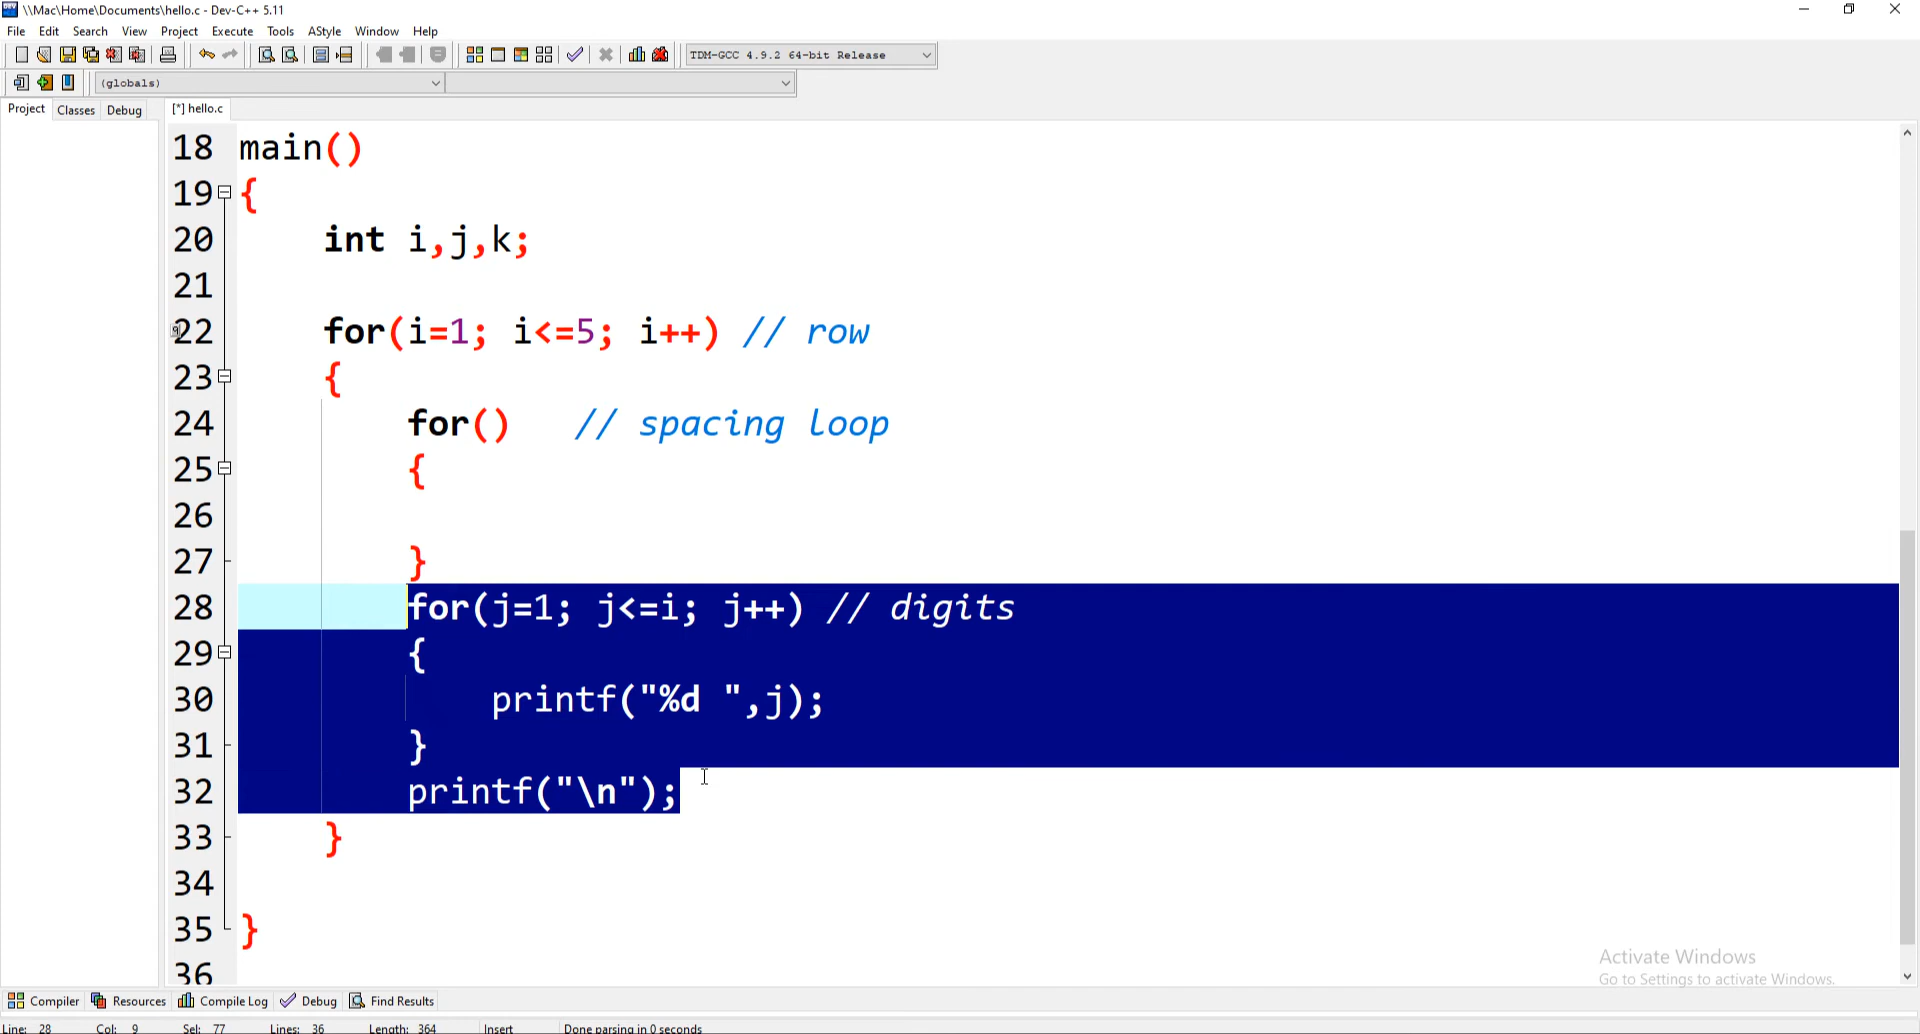 \\Mac\Home\Documents\hello.c - Dev-C++ 5.11
File Edit Search View Project Execute Tools AStyle Window Help
TDM-GCC 4.9.2 64-bit Release
(globals)
Project Classes Debug [*] hello.c
18 main()
19 {
20 int i,j,k;
21
22 for(i=1; i<=5; i++) // row
23 {
24 for() // spacing loop
25 {
26
27 }
28 for(j=1; j<=i; j++) // digits
29 {
30 printf("%d ",j);
31 }
32 printf("\n");
33 }
34
35 }
36
Activate Windows
Go to Settings to activate Windows.
Compiler Resources Compile Log Debug Find Results
Line: 28 Col: 9 Sel: 77 Lines: 36 Length: 364 Insert Done parsing in 0 seconds